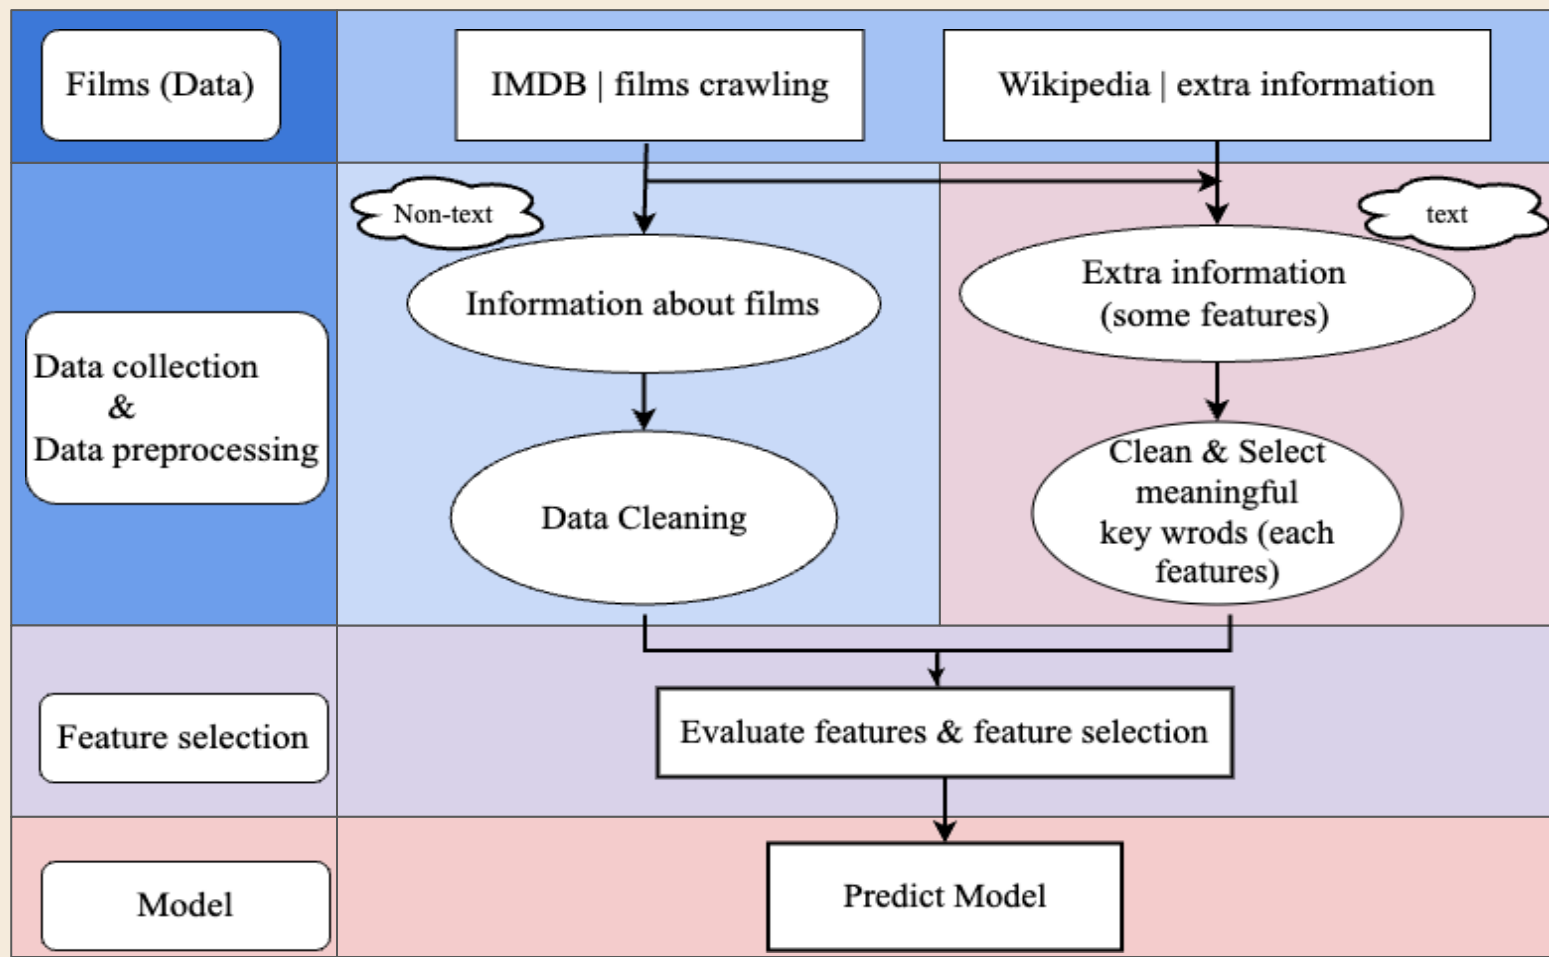 Films (Data)
IMDB | films crawling
Wikipedia | extra information
Non-text
text
Information about films
Extra information
(some features)
Data collection
&
Data preprocessing
Data Cleaning
Clean & Select
meaningful
key wrods (each
features)
Feature selection
Evaluate features & feature selection
Model
Predict Model